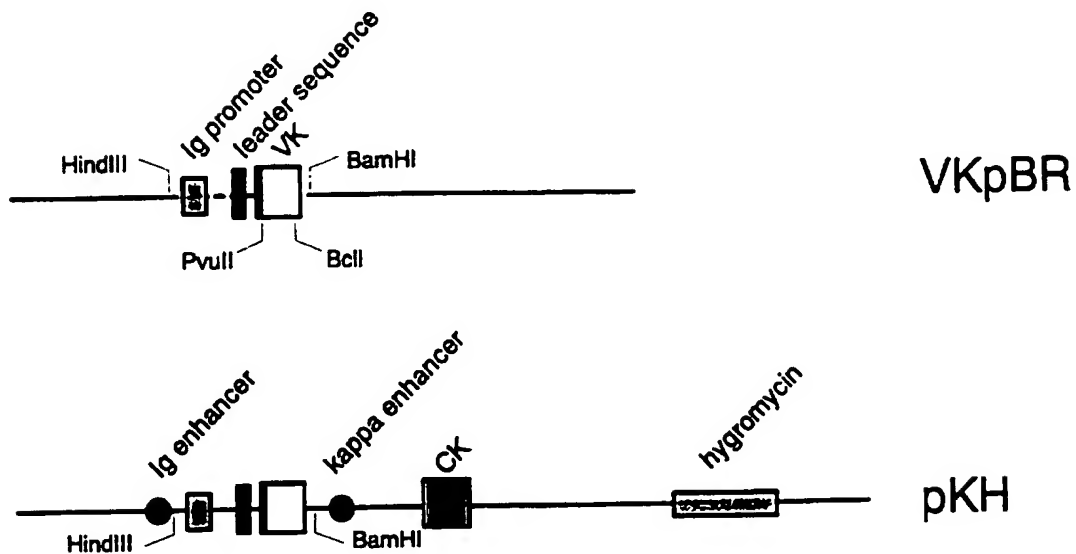 Ig promoter
leader sequence
VK
HindIII
BamHI
PvuII
BclI
VKpBR
Ig enhancer
kappa enhancer
CK
hygromycin
HindIII
BamHI
pKH